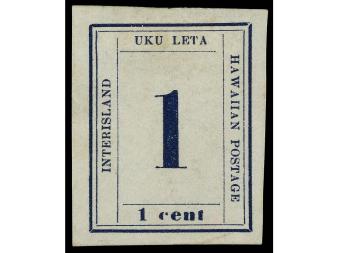 UKU LETA
INTERISLAND
HAWAIIAN POSTAGE
1
1 cent